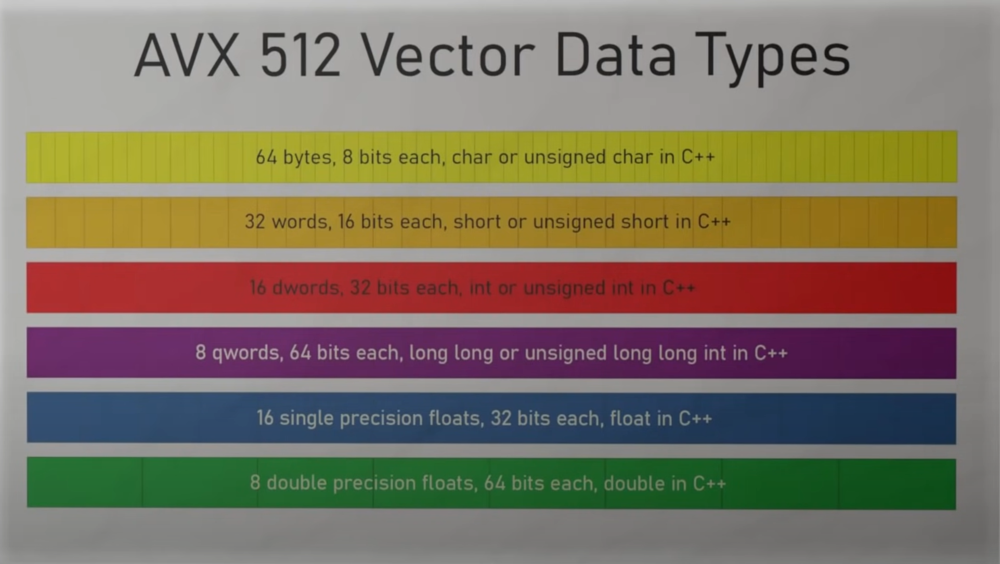 AVX 512 Vector Data Types
64 bytes, 8 bits each, char or unsigned char in C++
32 words, 16 bits each, short or unsigned short in C++
16 dwords, 32 bits each, int or unsigned int in C++
8 qwords, 64 bits each, long long or unsigned long long int in C++
16 single precision floats, 32 bits each, float in C++
8 double precision floats, 64 bits each, double in C++